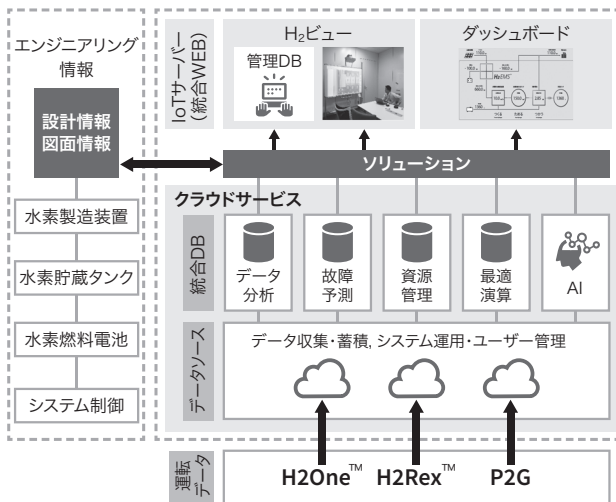 エンジニアリング
情報
設計情報
図面情報
水素製造装置
水素貯蔵タンク
水素燃料電池
システム制御
IoTサーバー
(統合WEB)
H₂ビュー
管理DB
ダッシュボード
H₂EMS
ソリューション
クラウドサービス
統合DB
データ
分析
故障
予測
資源
管理
最適
演算
AI
データソース
データ収集・蓄積, システム運用・ユーザー管理
運転
データ
H2One™
H2Rex™
P2G